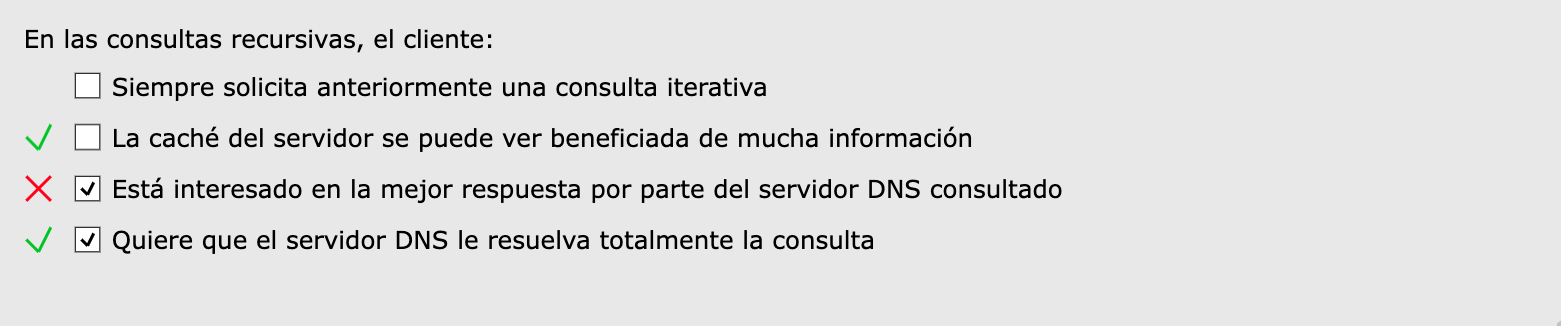 En las consultas recursivas, el cliente:
Siempre solicita anteriormente una consulta iterativa
La caché del servidor se puede ver beneficiada de mucha información
Está interesado en la mejor respuesta por parte del servidor DNS consultado
Quiere que el servidor DNS le resuelva totalmente la consulta